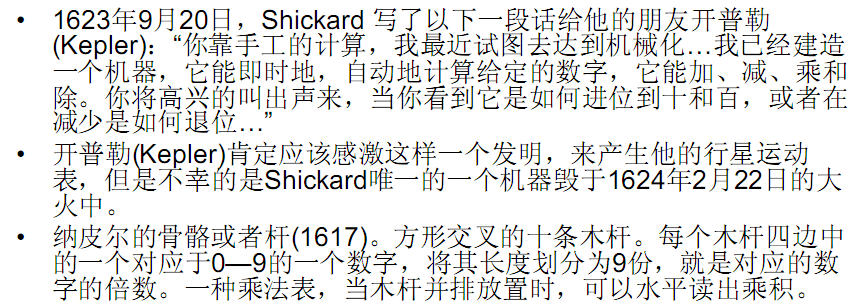 • 1623年9月20日，Shickard 写了以下一段话给他的朋友开普勒
(Kepler)：“你靠手工的计算，我最近试图去达到机械化…我已经建造
一个机器，它能即时地，自动地计算给定的数字，它能加、减、乘和
除。你将高兴的叫出声来，当你看到它是如何进位到十和百，或者在
减少是如何退位…”
• 开普勒(Kepler)肯定应该感激这样一个发明，来产生他的行星运动
表，但是不幸的是Shickard唯一的一个机器毁于1624年2月22日的大
火中。
• 纳皮尔的骨骼或者杆(1617)。方形交叉的十条木杆。每个木杆四边中
的一个对应于0—9的一个数字，将其长度划分为9份，就是对应的数
字的倍数。一种乘法表，当木杆并排放置时，可以水平读出乘积。